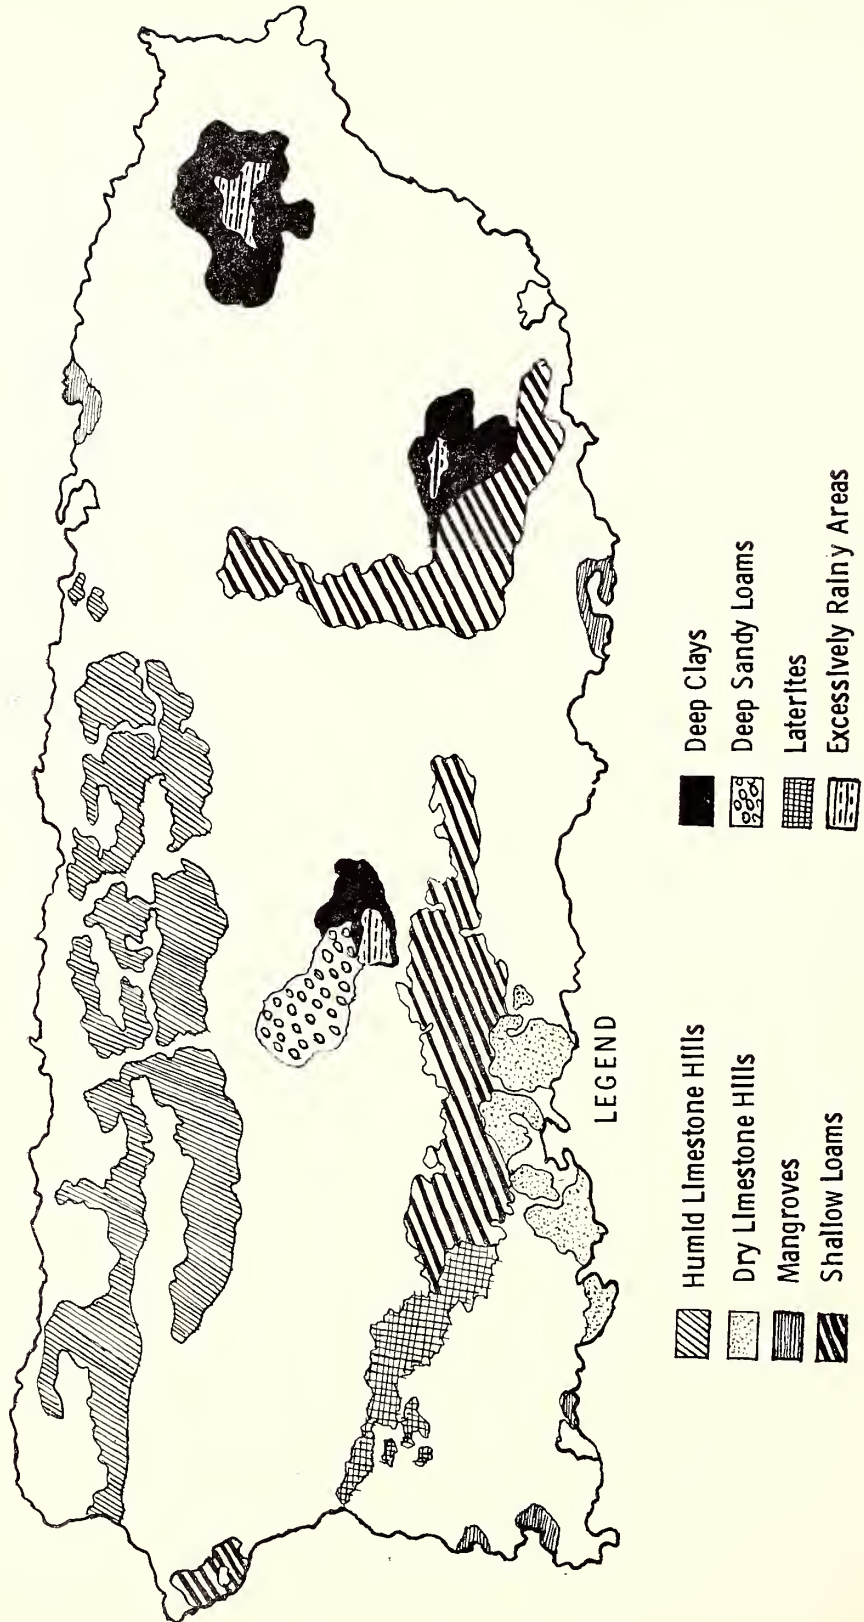 LEGEND
Humid Limestone Hills
Dry Limestone Hills
Mangroves
Shallow Loams
Deep Clays
Deep Sandy Loams
Laterites
Excessively Rainy Areas